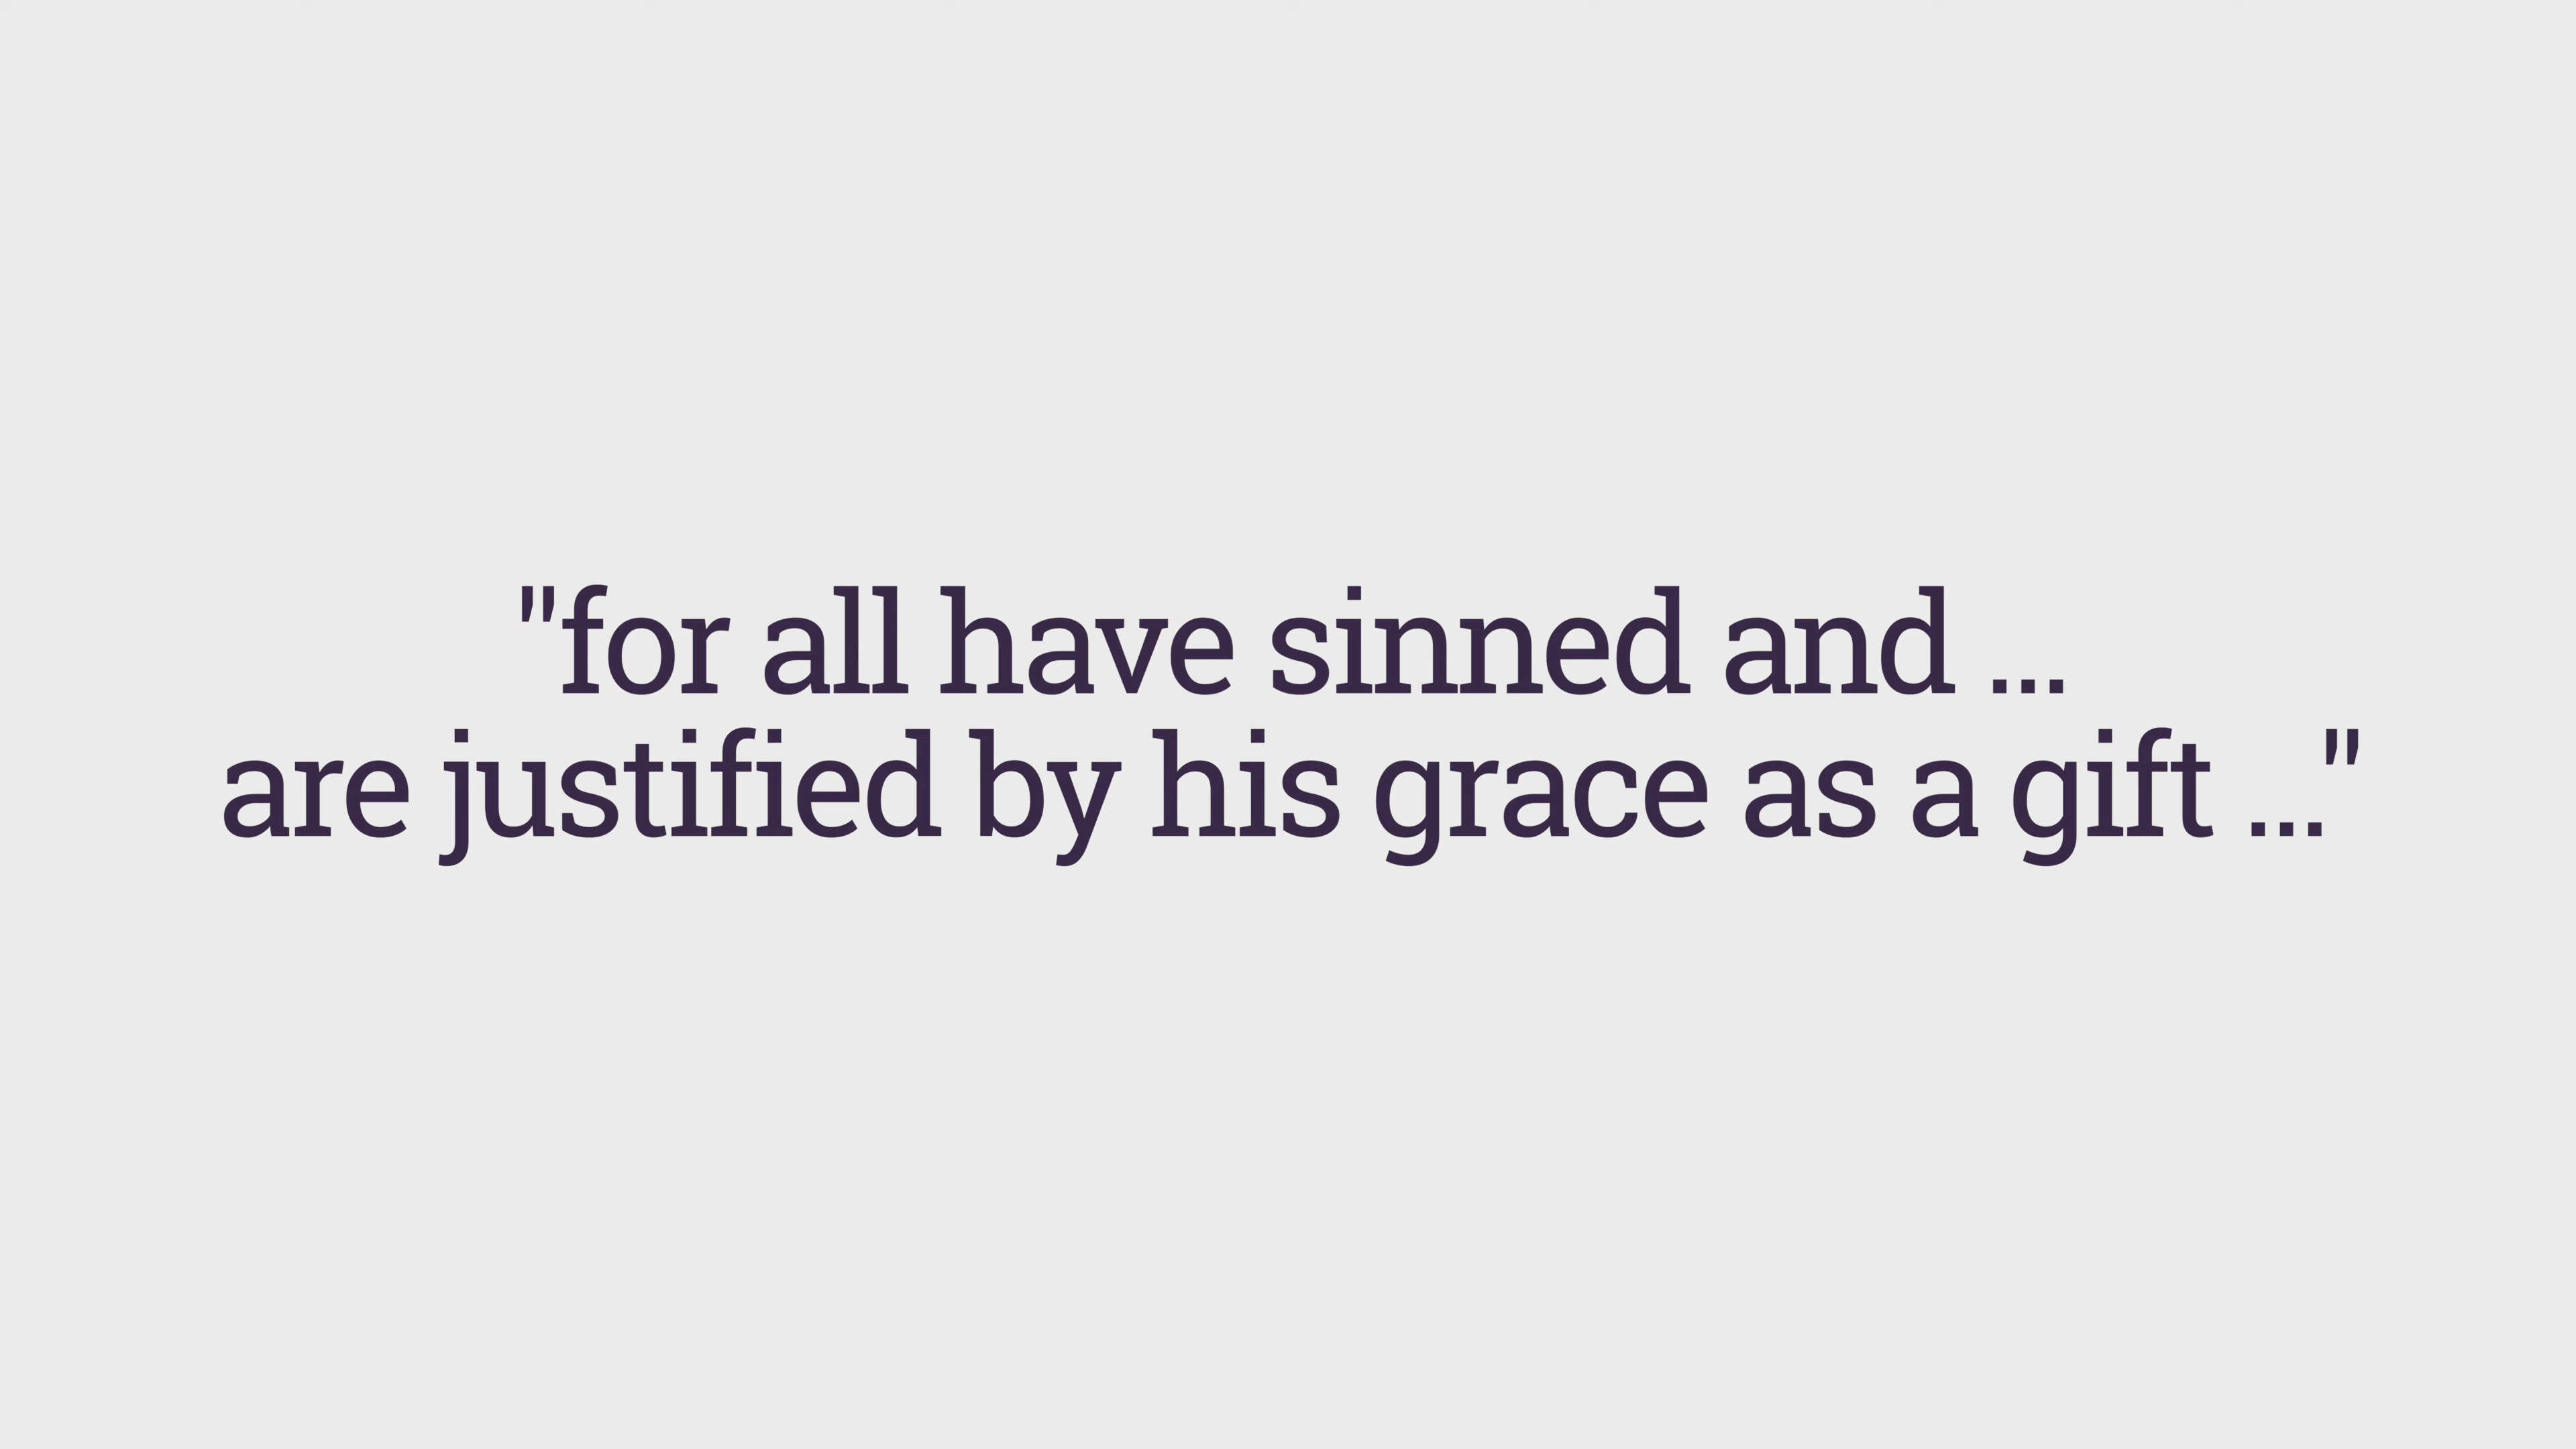 "for all have sinned and ...
are justified by his grace as a gift ..."